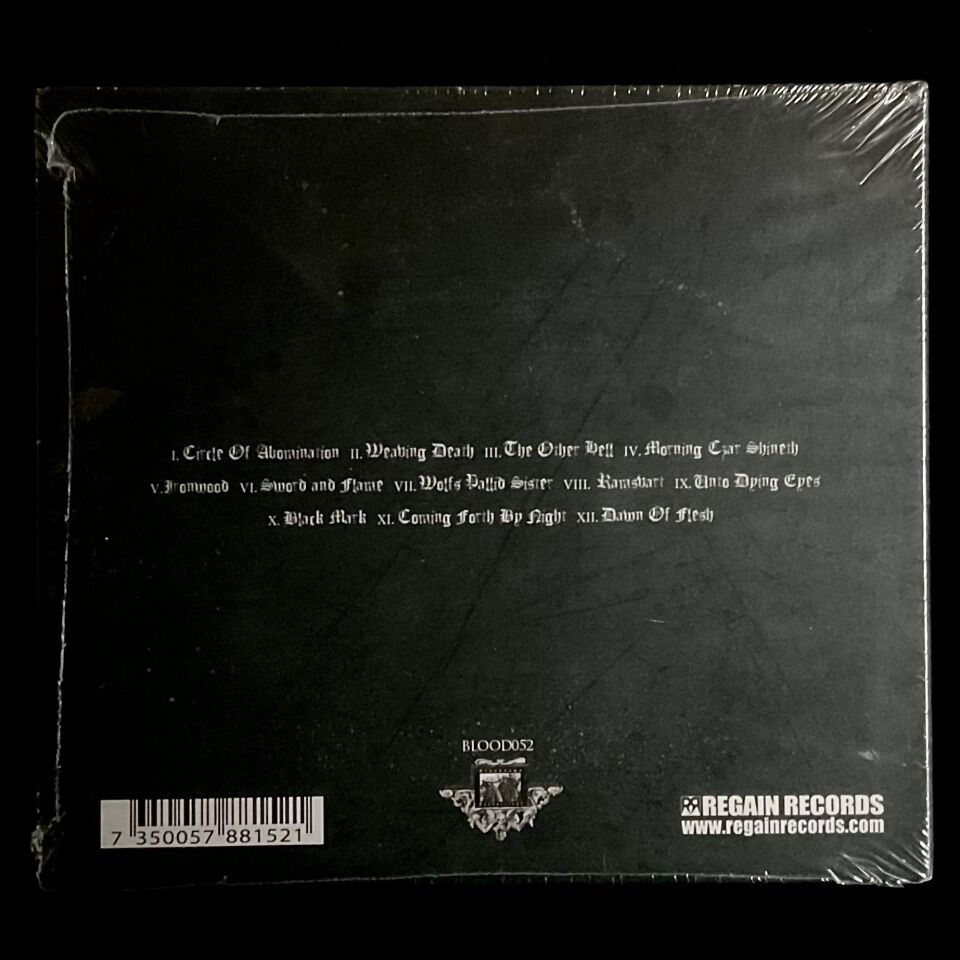 I. Circle Of Abomination II. Weaving Death III. The Other Hell IV. Morning Czar Shineth
V. Ironwood VI. Sword and Flame VII. Wolfs Pallid Sister VIII. Ramsvart IX. Unto Dying Eyes
X. Black Mark XI. Coming Forth By Night XII. Dawn Of Flesh
BLOOD052
7 350057 881521
REGAIN RECORDS
www.regainrecords.com